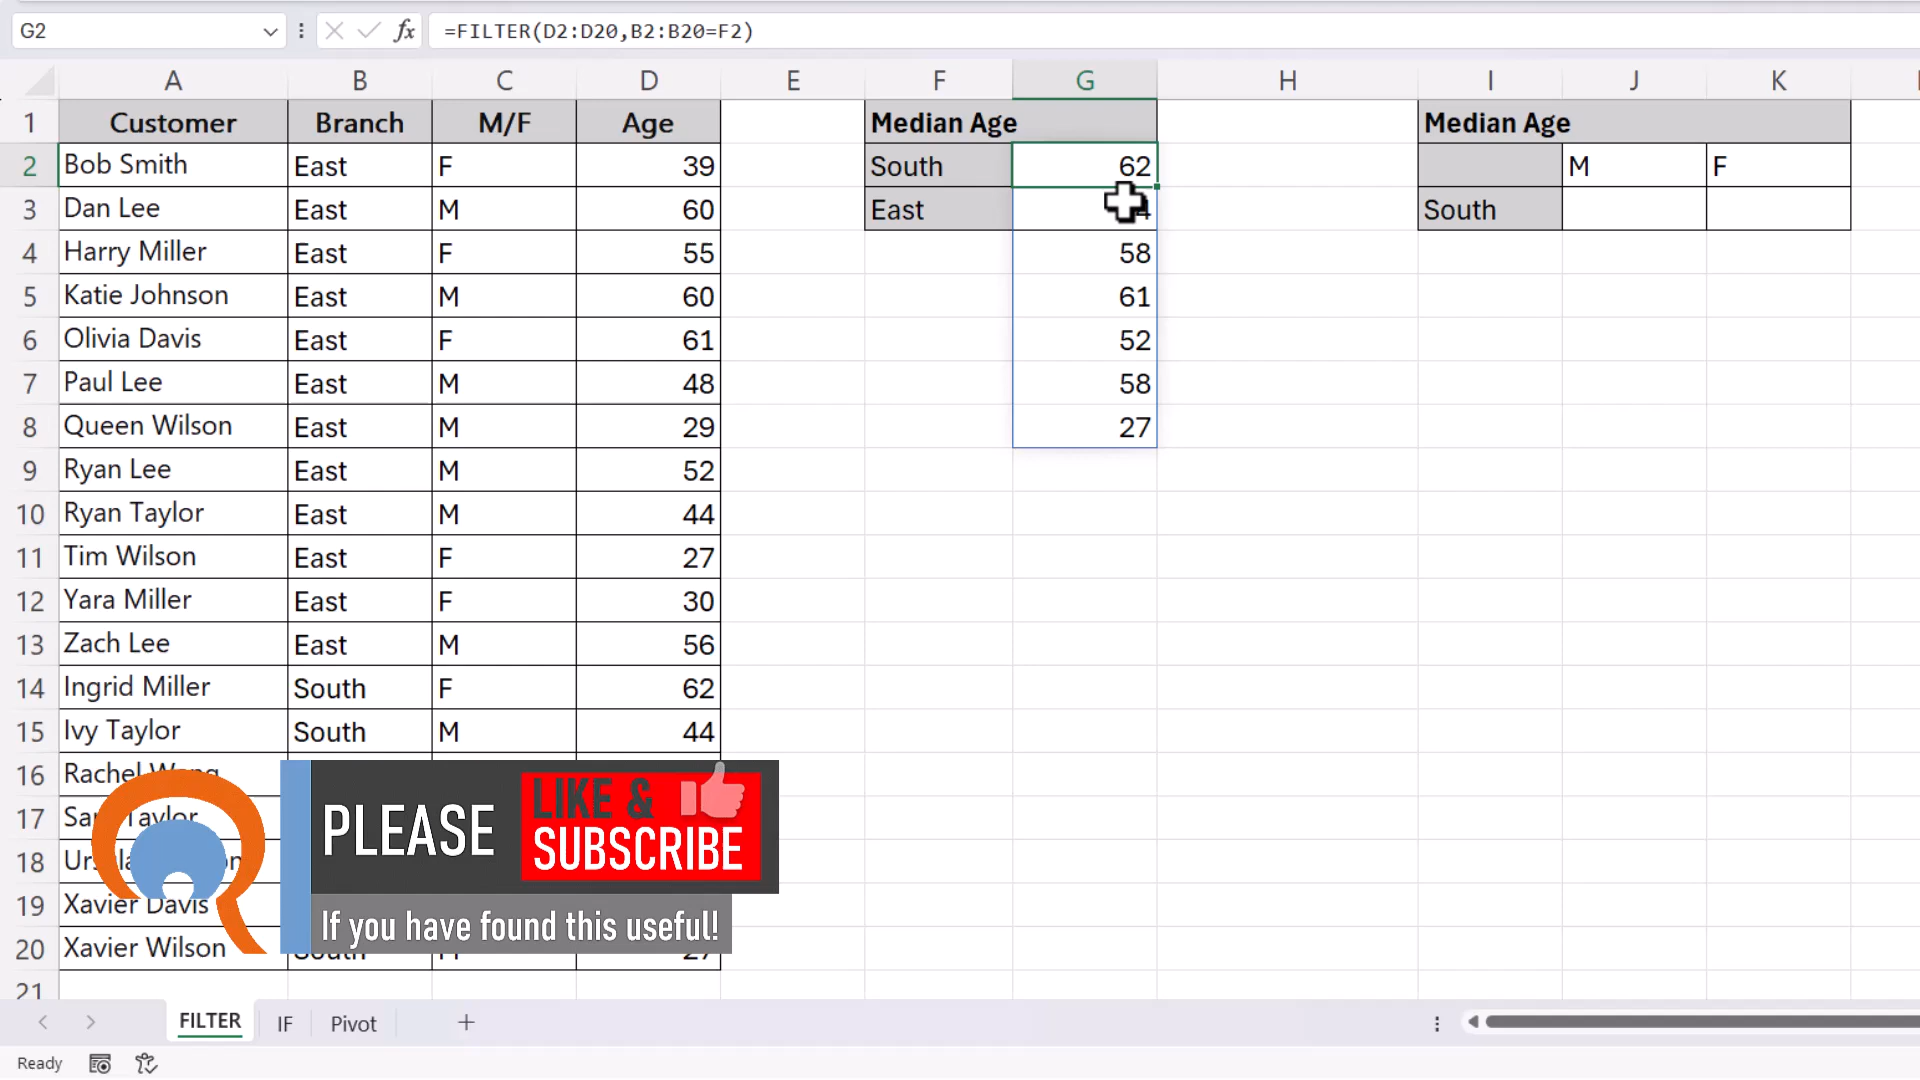 G2 fx =FILTER(D2:D20,B2:B20=F2)
A B C D E F G H I J K
1 Customer Branch M/F Age Median Age Median Age
2 Bob Smith East F 39 South 62 M F
3 Dan Lee East M 60 East South
4 Harry Miller East F 55 58
5 Katie Johnson East M 60 61
6 Olivia Davis East F 61 52
7 Paul Lee East M 48 58
8 Queen Wilson East M 29 27
9 Ryan Lee East M 52
10 Ryan Taylor East M 44
11 Tim Wilson East F 27
12 Yara Miller East F 30
13 Zach Lee East M 56
14 Ingrid Miller South F 62
15 Ivy Taylor South M 44
16 Rachel
17 Taylor
18
19 Xavier Davis
20 Xavier Wilson South M 27
21
PLEASE LIKE & SUBSCRIBE
If you have found this useful!
FILTER IF Pivot +
Ready